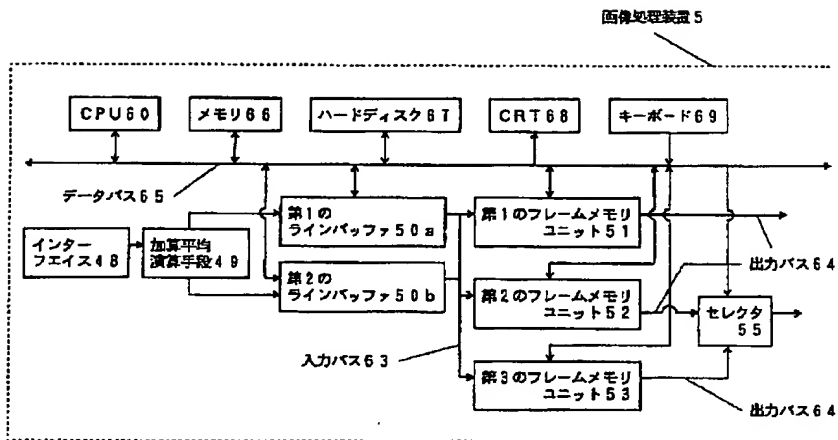 画像処理装置5
CPU60
メモリ66
ハードディスク67
CRT68
キーボード69
データバス65
インター
フエイス48
加算平均
演算手段49
第1の
ラインバッファ50a
第2の
ラインバッファ50b
第1のフレームメモリ
ユニット51
第2のフレームメモリ
ユニット52
第3のフレームメモリ
ユニット53
出力バス64
セレクタ
55
入力バス63
出力バス64